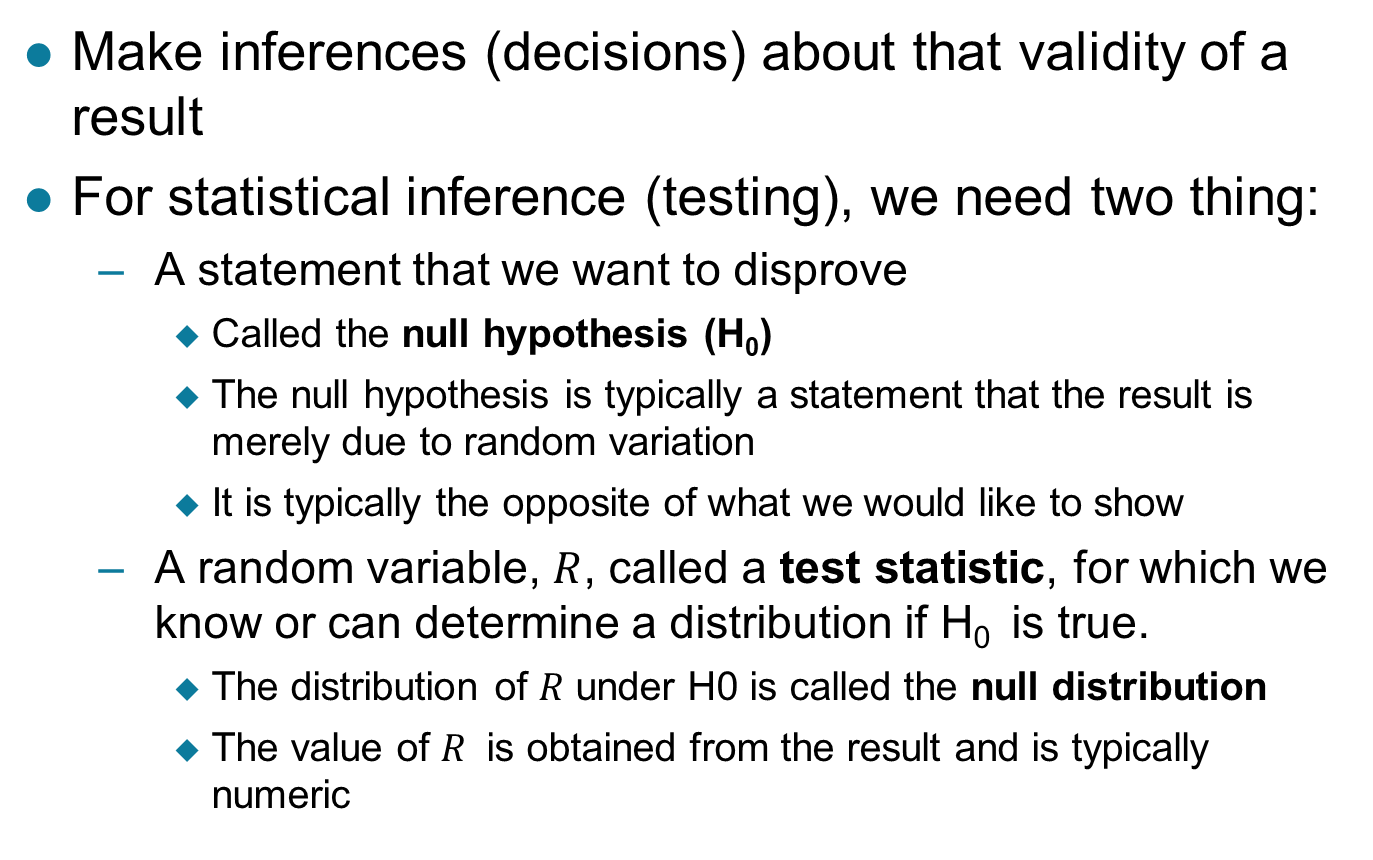 ● Make inferences (decisions) about that validity of a
result
● For statistical inference (testing), we need two thing:
– A statement that we want to disprove
◆ Called the null hypothesis (H₀)
◆ The null hypothesis is typically a statement that the result is
merely due to random variation
◆ It is typically the opposite of what we would like to show
– A random variable, 𝑅, called a test statistic, for which we
know or can determine a distribution if H₀ is true.
◆ The distribution of 𝑅 under H0 is called the null distribution
◆ The value of 𝑅 is obtained from the result and is typically
numeric